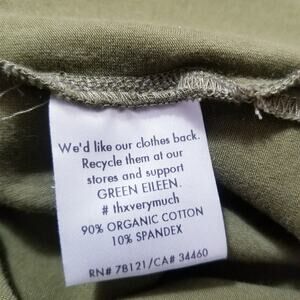 We'd like our clothes back.
Recycle them at our
stores and support
GREEN EILEEN.
# thxverymuch
90% ORGANIC COTTON
10% SPANDEX
RN# 78121/CA# 34460